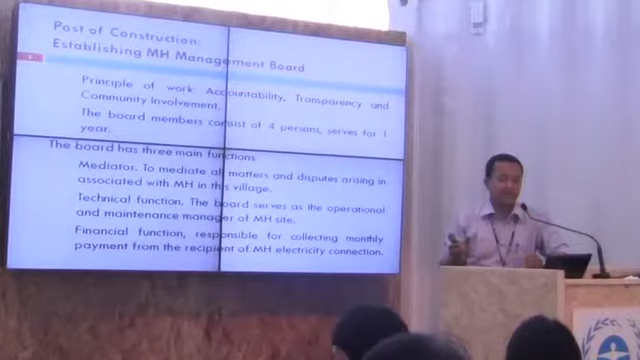 Post of Construction:
Establishing MH Management Board
Principle of work: Accountability, Transparency and
Community Involvement.
The board members consist of 4 persons, serves for 1
year.
The board has three main functions
Mediator. To mediate all matters and disputes arising in
associated with MH in this village.
Technical function. The board serves as the operational
and maintenance manager of MH site.
Financial function, responsible for collecting monthly
payment from the recipient of MH electricity connection.